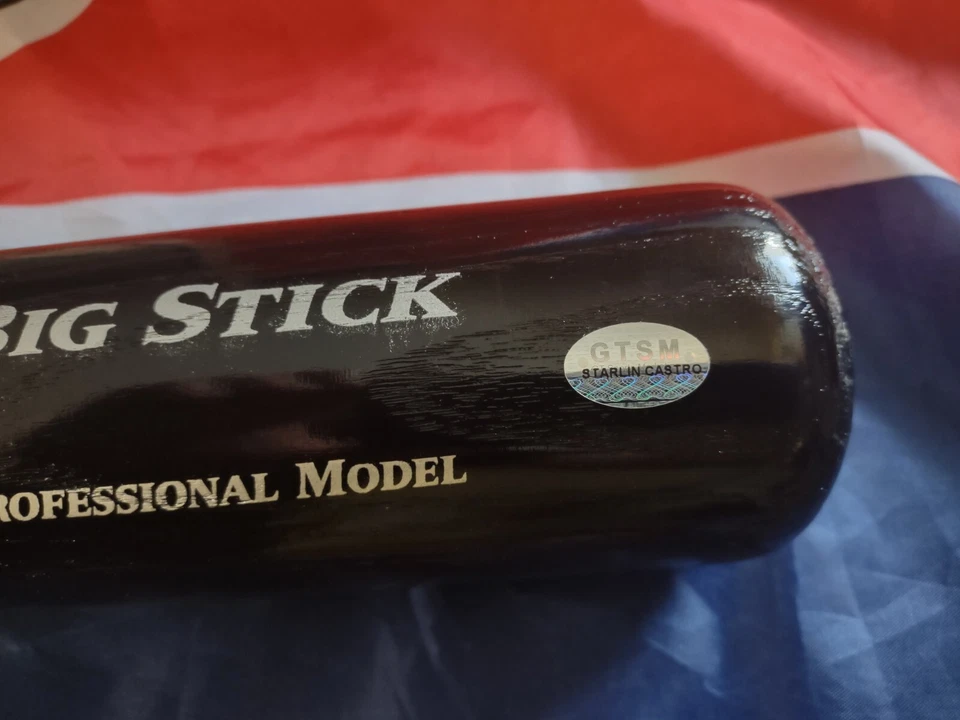 BIG STICK
GTSM
STARLIN CASTRO
PROFESSIONAL MODEL